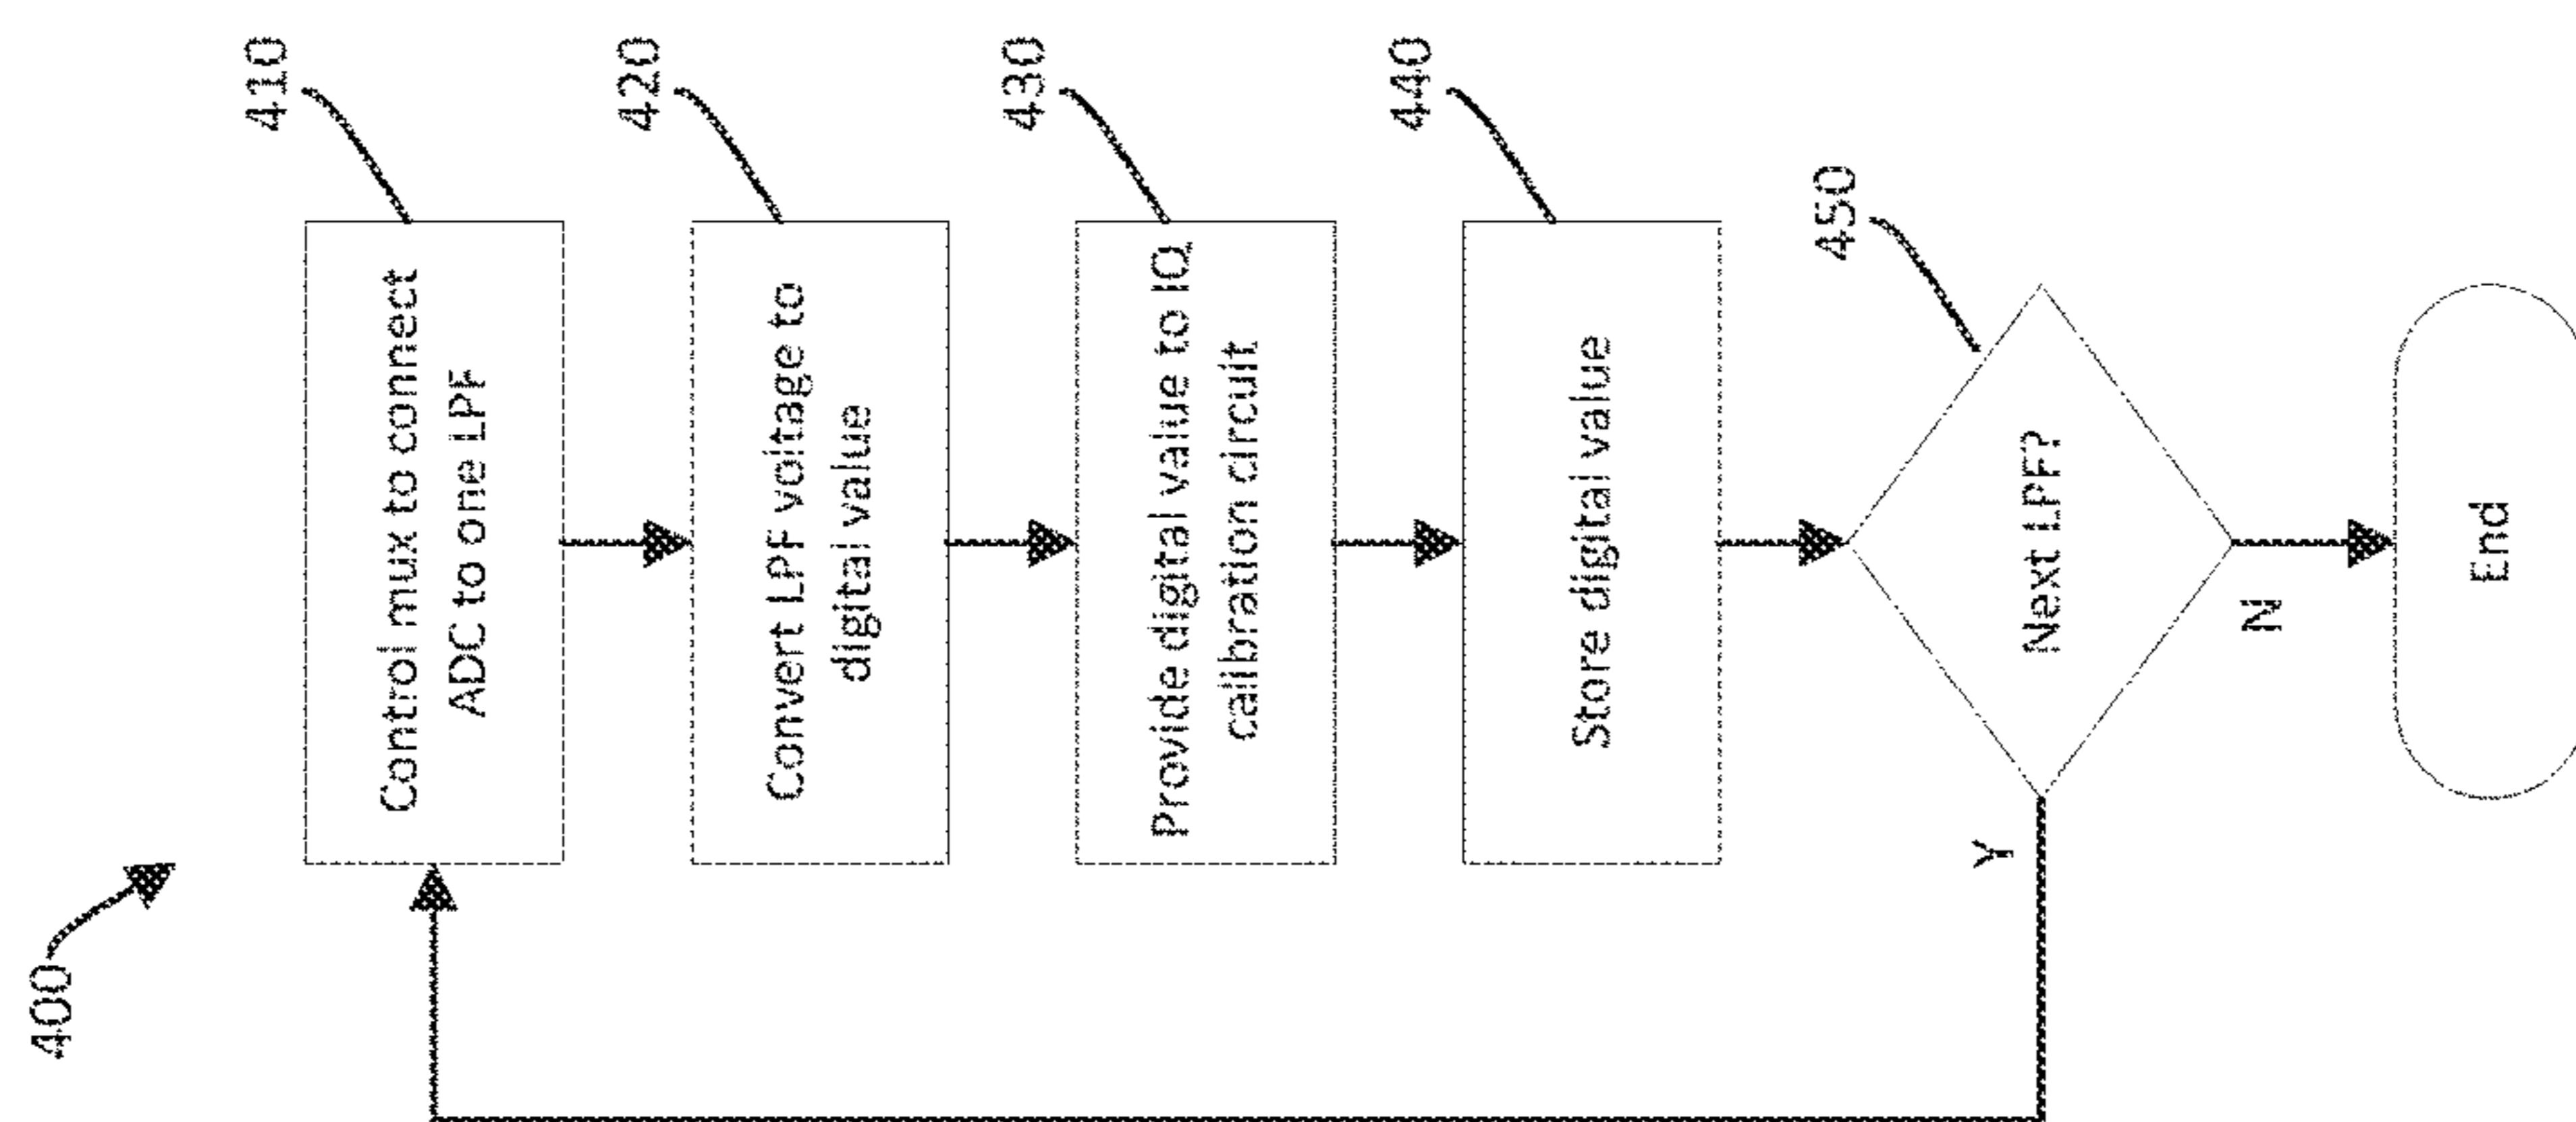 400
410
Control mux to connect
ADC to one LPF
420
Convert LPF voltage to
digital value
430
Provide digital value to IQ
calibration circuit
440
Store digital value
450
Next LPF?
Y
N
End